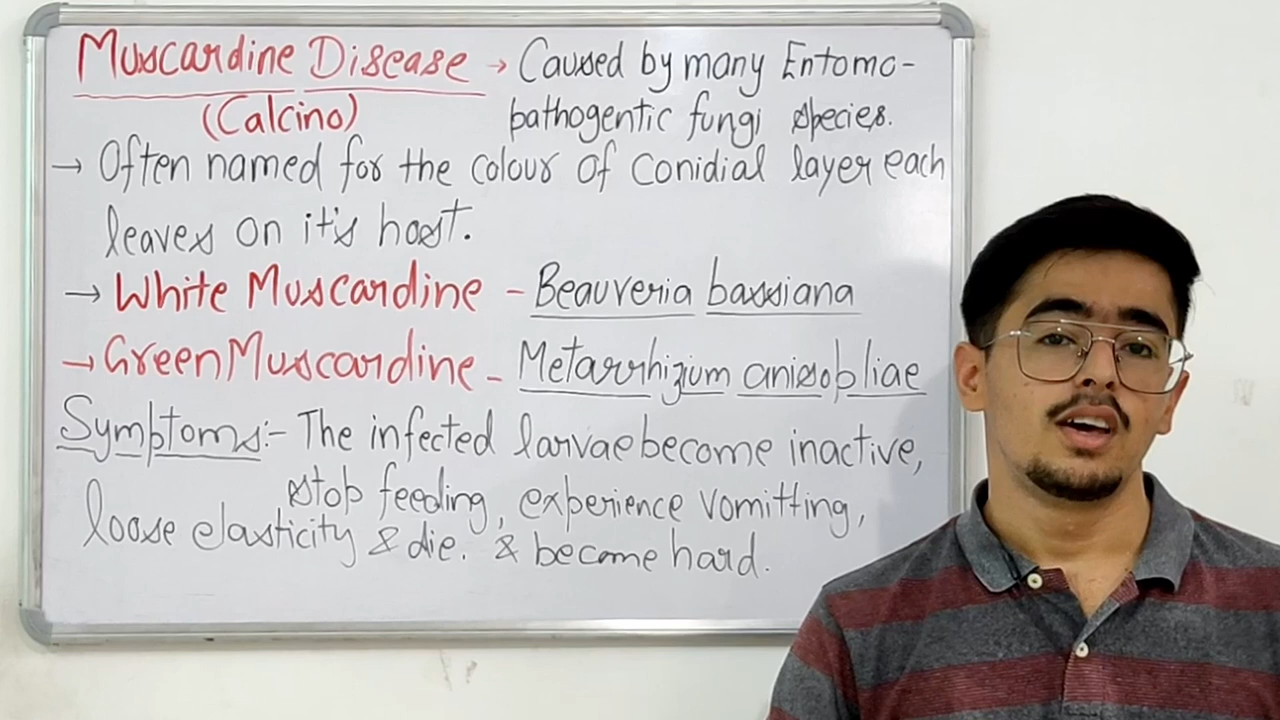 Muscardine Disease → Caused by many Entomo-
(Calcino) pathogentic fungi species.
→ Often named for the colour of conidial layer each
leaves on it's host.
→ White Muscardine - Beauveria bassiana
→ Green Muscardine - Metarrhizium anisopliae
Symptoms:- The infected larvae become inactive,
stop feeding, experience vomitting,
loose elasticity & die. & become hard.